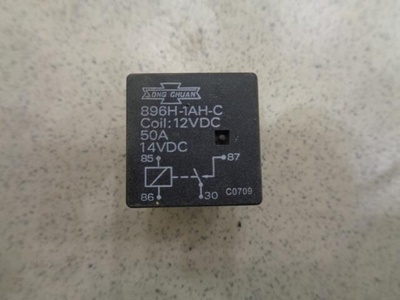 SONG CHUAN
896H-1AH-C
Coil:12VDC
50A
14VDC
85 87
86 30 C0709